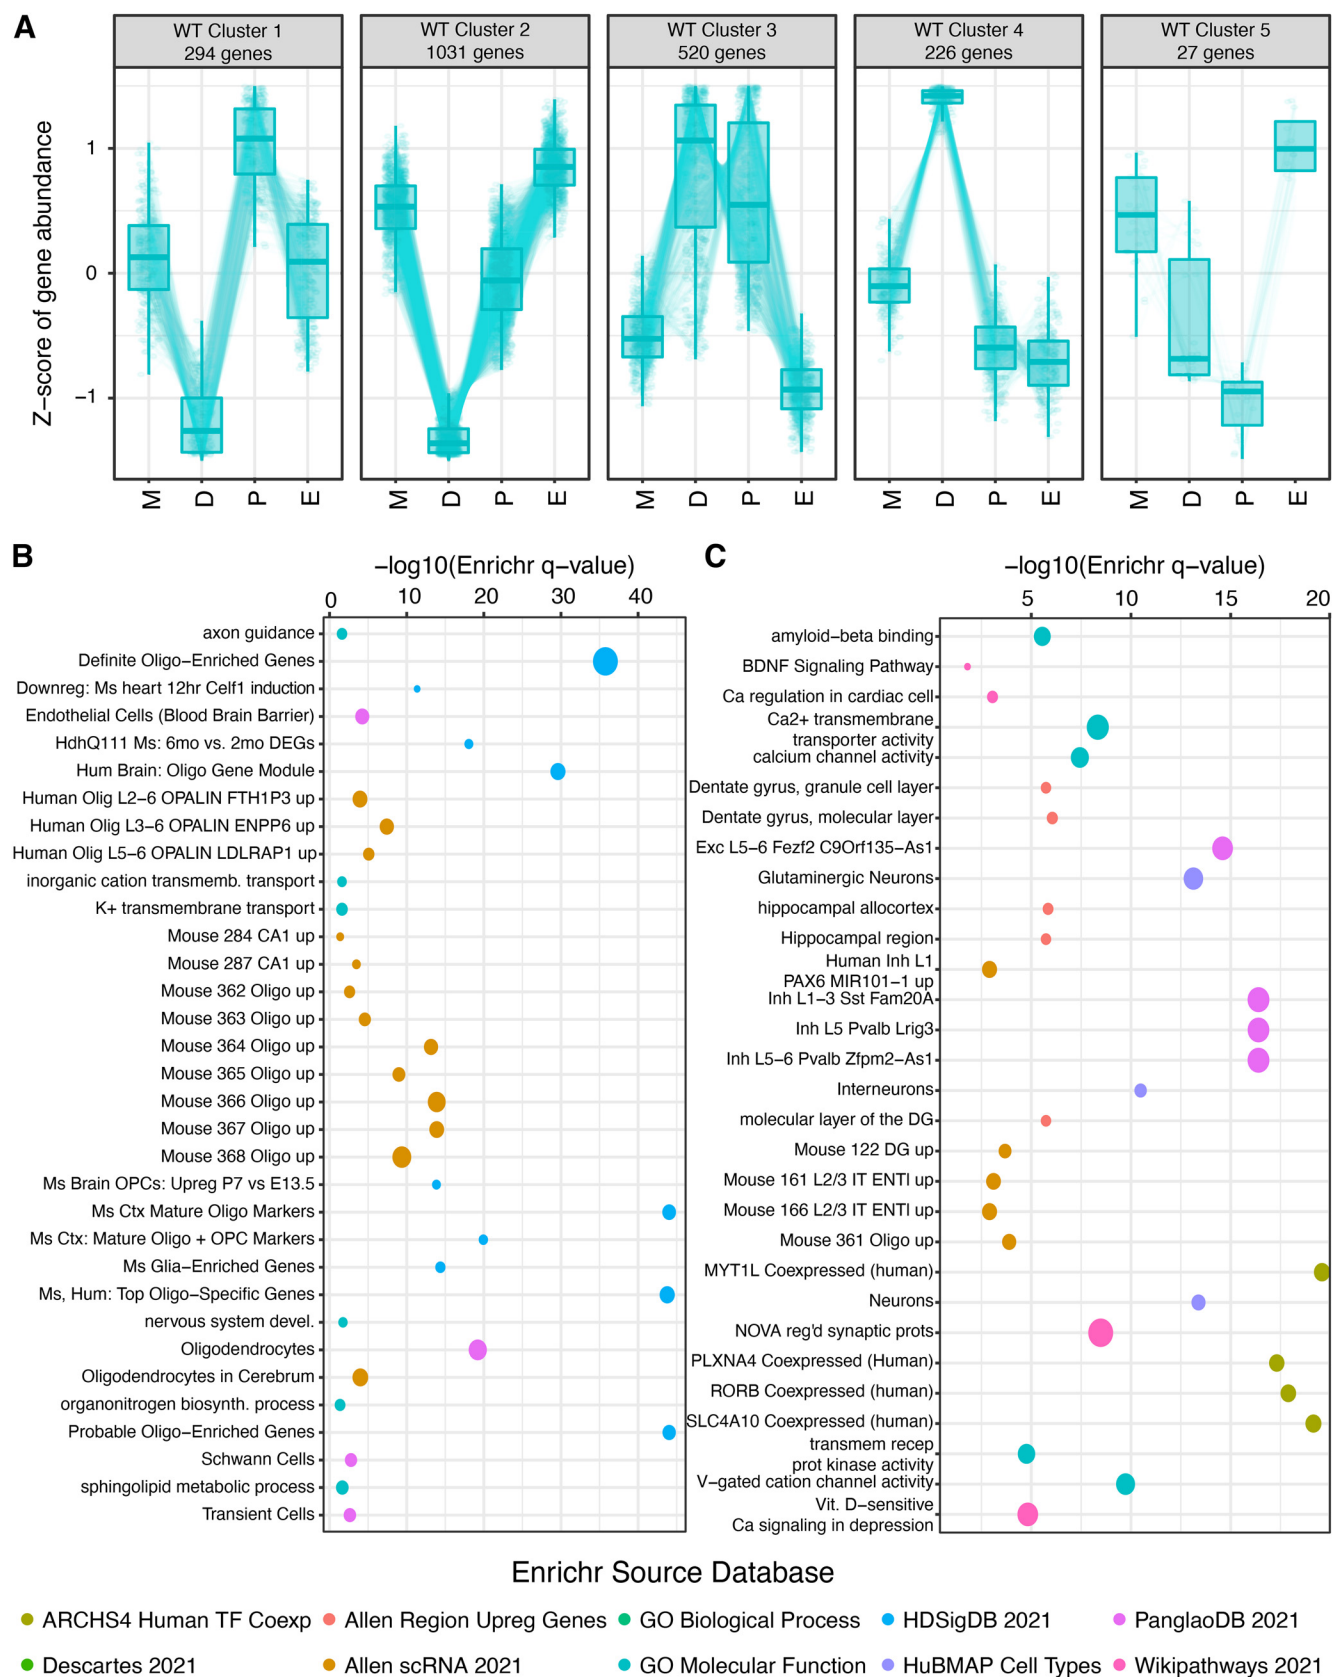 A
WT Cluster 1
294 genes
WT Cluster 2
1031 genes
WT Cluster 3
520 genes
WT Cluster 4
226 genes
WT Cluster 5
27 genes
Z−score of gene abundance
1
0
−1
M D P E
M D P E
M D P E
M D P E
M D P E
B
−log10(Enrichr q−value)
0 10 20 30 40
axon guidance
Definite Oligo−Enriched Genes
Downreg: Ms heart 12hr Celf1 induction
Endothelial Cells (Blood Brain Barrier)
HdhQ111 Ms: 6mo vs. 2mo DEGs
Hum Brain: Oligo Gene Module
Human Olig L2−6 OPALIN FTH1P3 up
Human Olig L3−6 OPALIN ENPP6 up
Human Olig L5−6 OPALIN LDLRAP1 up
inorganic cation transmemb. transport
K+ transmembrane transport
Mouse 284 CA1 up
Mouse 287 CA1 up
Mouse 362 Oligo up
Mouse 363 Oligo up
Mouse 364 Oligo up
Mouse 365 Oligo up
Mouse 366 Oligo up
Mouse 367 Oligo up
Mouse 368 Oligo up
Ms Brain OPCs: Upreg P7 vs E13.5
Ms Ctx Mature Oligo Markers
Ms Ctx: Mature Oligo + OPC Markers
Ms Glia−Enriched Genes
Ms, Hum: Top Oligo−Specific Genes
nervous system devel.
Oligodendrocytes
Oligodendrocytes in Cerebrum
organonitrogen biosynth. process
Probable Oligo−Enriched Genes
Schwann Cells
sphingolipid metabolic process
Transient Cells
C
−log10(Enrichr q−value)
5 10 15 20
amyloid−beta binding
BDNF Signaling Pathway
Ca regulation in cardiac cell
Ca2+ transmembrane
transporter activity
calcium channel activity
Dentate gyrus, granule cell layer
Dentate gyrus, molecular layer
Exc L5−6 Fezf2 C9Orf135−As1
Glutaminergic Neurons
hippocampal allocortex
Hippocampal region
Human Inh L1
PAX6 MIR101−1 up
Inh L1−3 Sst Fam20A
Inh L5 Pvalb Lrig3
Inh L5−6 Pvalb Zfpm2−As1
Interneurons
molecular layer of the DG
Mouse 122 DG up
Mouse 161 L2/3 IT ENTl up
Mouse 166 L2/3 IT ENTl up
Mouse 361 Oligo up
MYT1L Coexpressed (human)
Neurons
NOVA reg'd synaptic prots
PLXNA4 Coexpressed (Human)
RORB Coexpressed (human)
SLC4A10 Coexpressed (human)
transmem recep
prot kinase activity
V−gated cation channel activity
Vit. D−sensitive
Ca signaling in depression
Enrichr Source Database
ARCHS4 Human TF Coexp
Allen Region Upreg Genes
GO Biological Process
HDSigDB 2021
PanglaoDB 2021
Descartes 2021
Allen scRNA 2021
GO Molecular Function
HuBMAP Cell Types
Wikipathways 2021